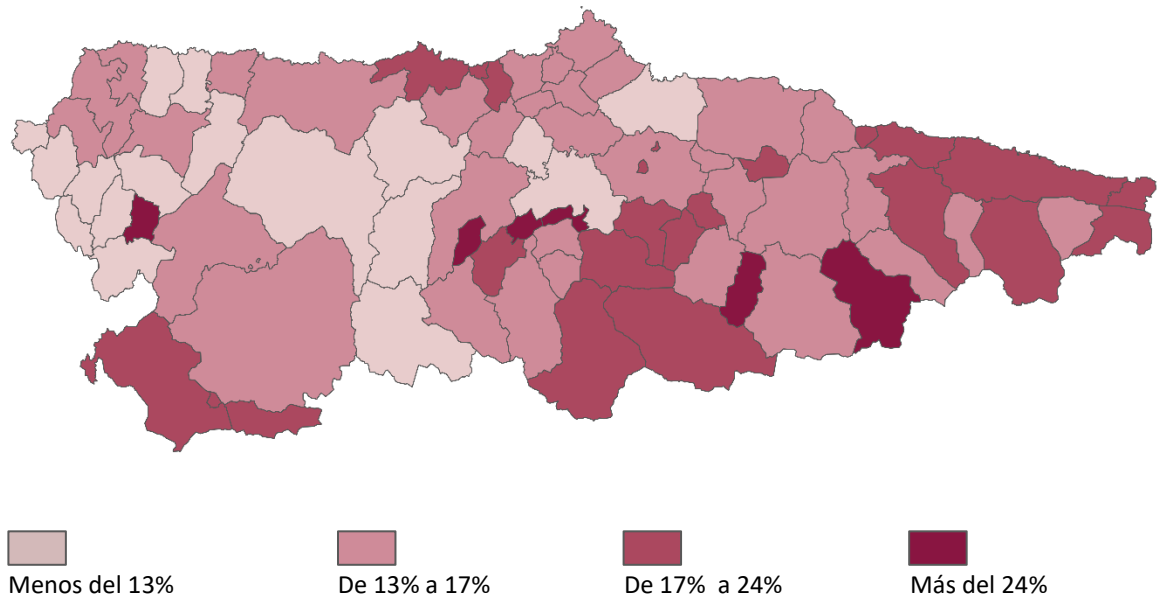 Menos del 13%
De 13% a 17%
De 17% a 24%
Más del 24%